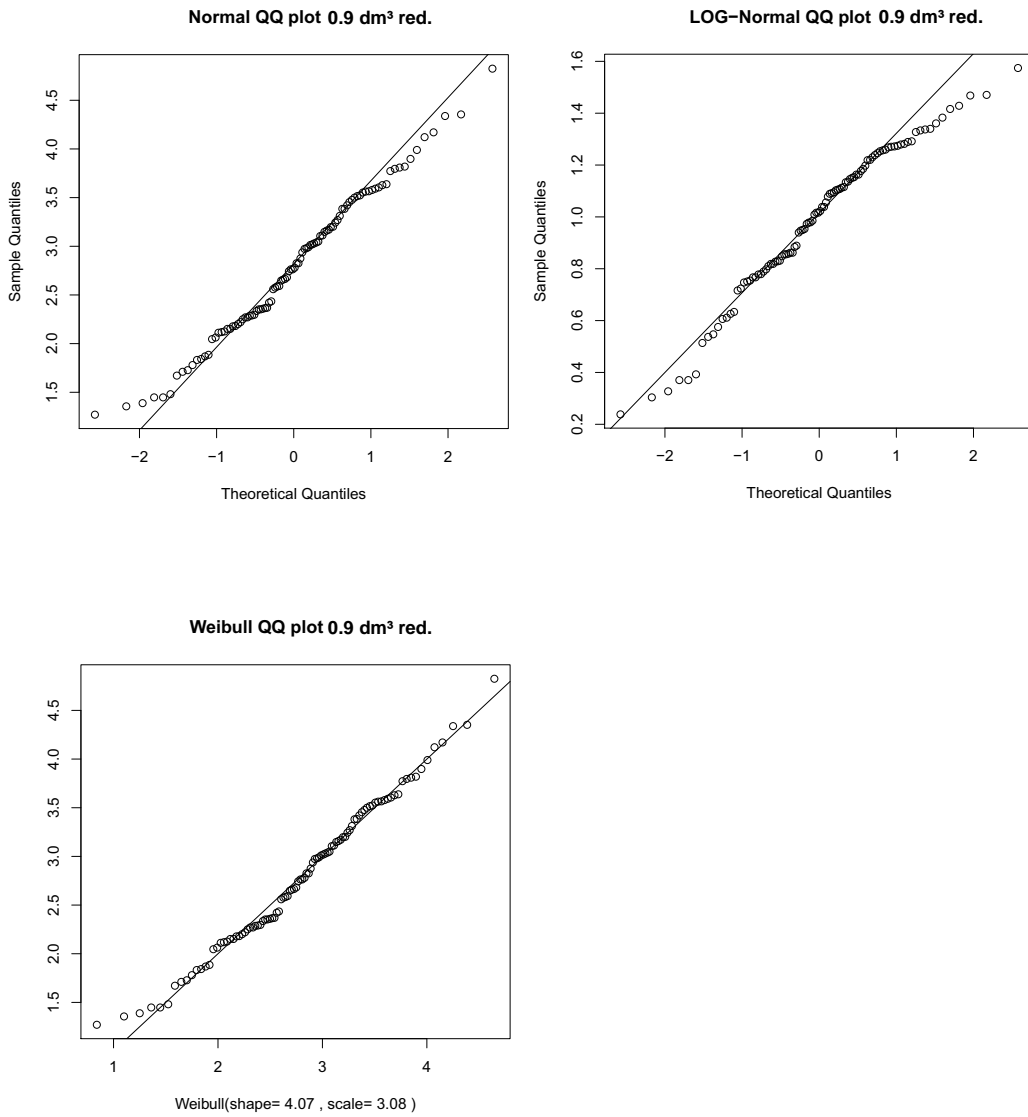 Normal QQ plot 0.9 dm³ red.
Sample Quantiles
4.5
4.0
3.5
3.0
2.5
2.0
1.5
−2 −1 0 1 2
Theoretical Quantiles
LOG−Normal QQ plot 0.9 dm³ red.
Sample Quantiles
1.6
1.4
1.2
1.0
0.8
0.6
0.4
0.2
−2 −1 0 1 2
Theoretical Quantiles
Weibull QQ plot 0.9 dm³ red.
4.5
4.0
3.5
3.0
2.5
2.0
1.5
1 2 3 4
Weibull(shape= 4.07 , scale= 3.08 )